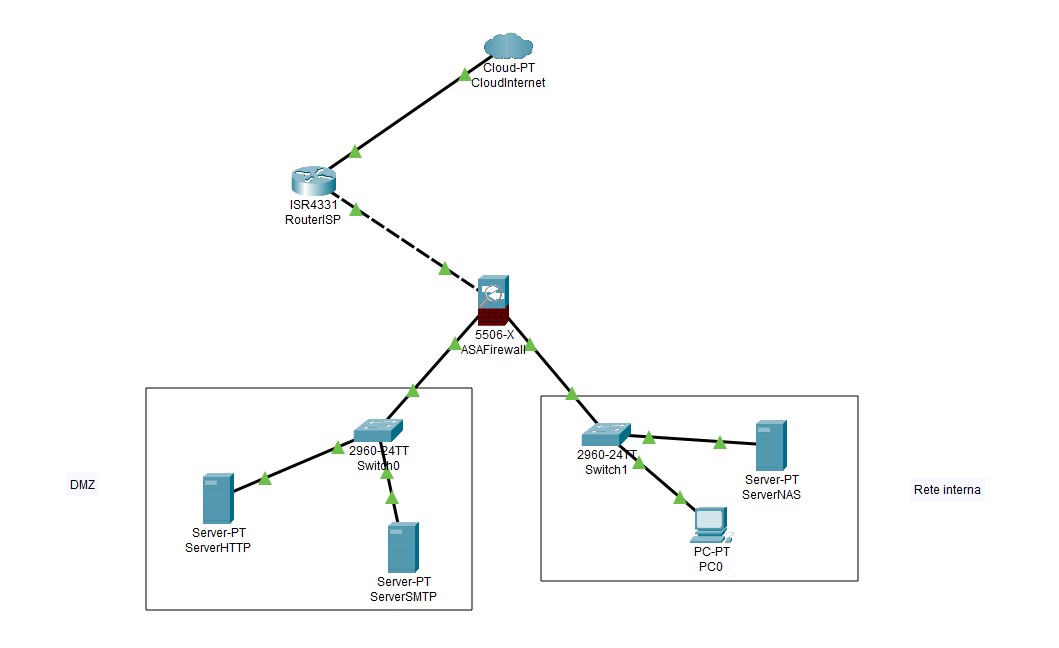 Cloud-PT
CloudInternet
ISR4331
RouterISP
5506-X
ASAFirewall
2960-24TT
Switch0
2960-24TT
Switch1
DMZ
Server-PT
ServerHTTP
Server-PT
ServerSMTP
Server-PT
ServerNAS
Rete interna
PC-PT
PC0